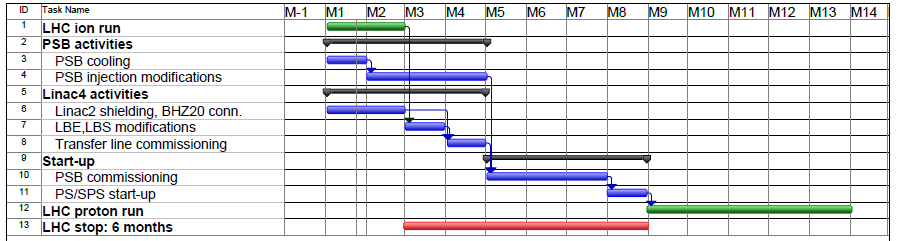 ID Task Name M-1 M1 M2 M3 M4 M5 M6 M7 M8 M9 M10 M11 M12 M13 M14
1 LHC ion run
2 PSB activities
3 PSB cooling
4 PSB injection modifications
5 Linac4 activities
6 Linac2 shielding, BHZ20 conn.
7 LBE,LBS modifications
8 Transfer line commissioning
9 Start-up
10 PSB commissioning
11 PS/SPS start-up
12 LHC proton run
13 LHC stop: 6 months